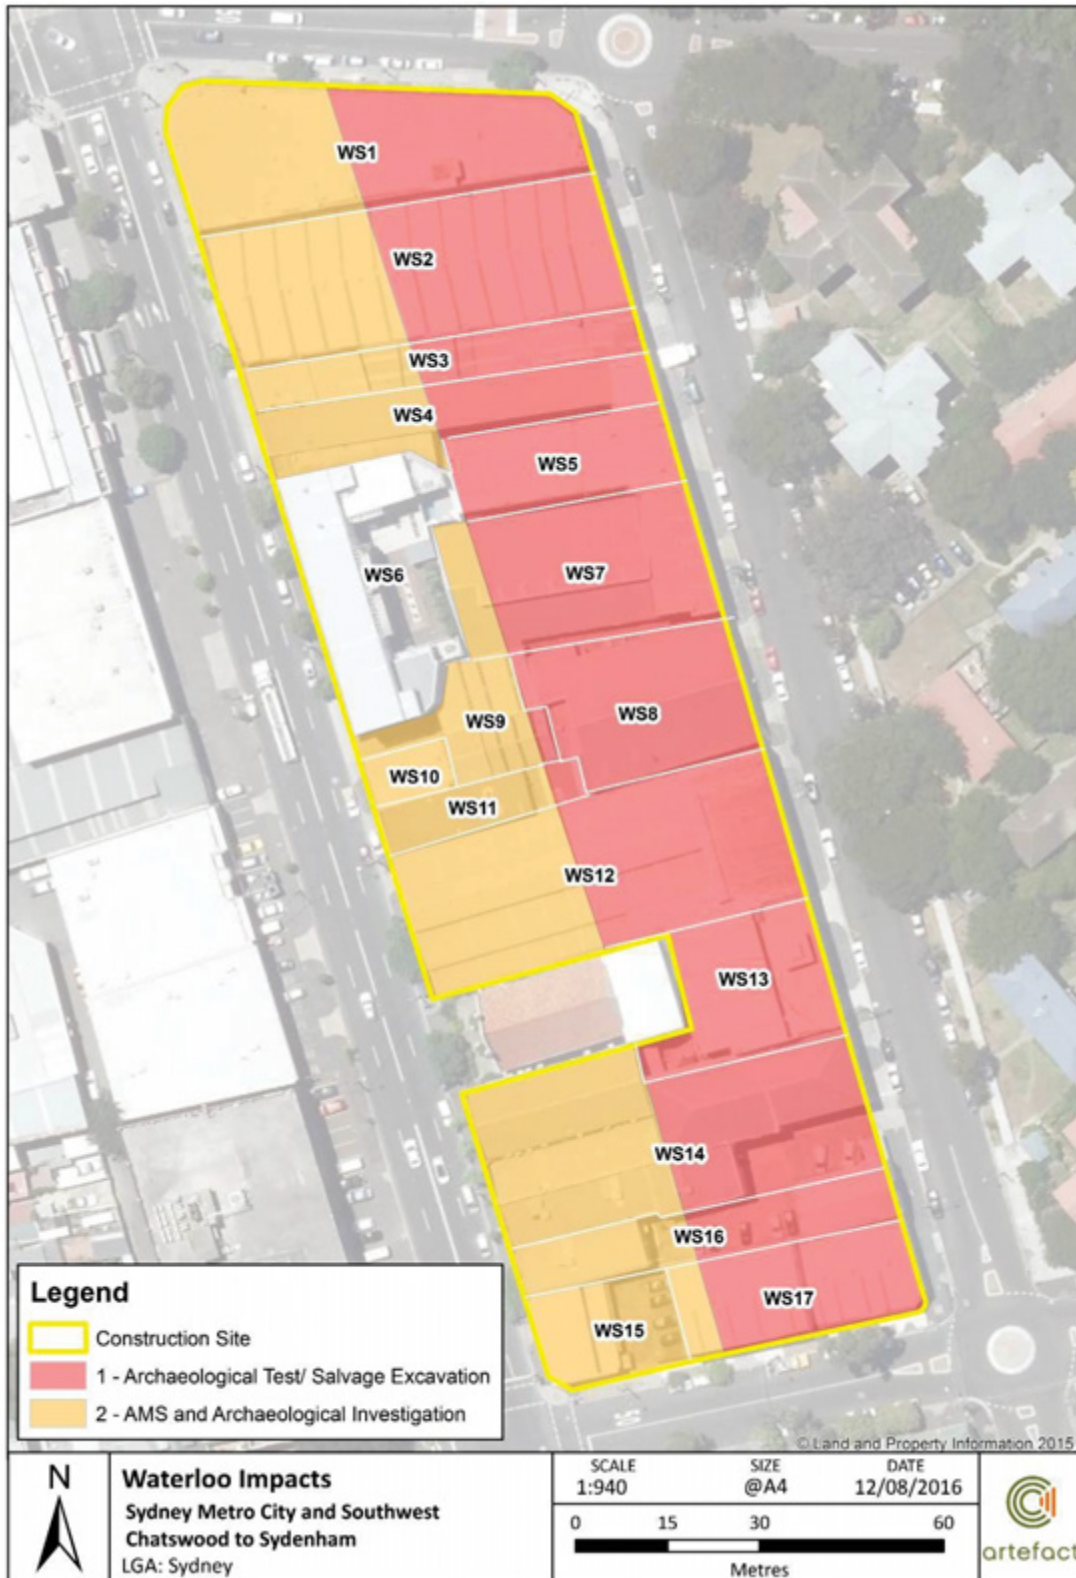 WS1
WS2
WS3
WS4
WS5
WS6
WS7
WS8
WS9
WS10
WS11
WS12
WS13
WS14
WS16
WS17
WS15
Legend
Construction Site
1 - Archaeological Test/ Salvage Excavation
2 - AMS and Archaeological Investigation
© Land and Property Information 2015
N
Waterloo Impacts
Sydney Metro City and Southwest
Chatswood to Sydenham
LGA: Sydney
SCALE
1:940
SIZE
@A4
DATE
12/08/2016
0 15 30 60
Metres
artefact